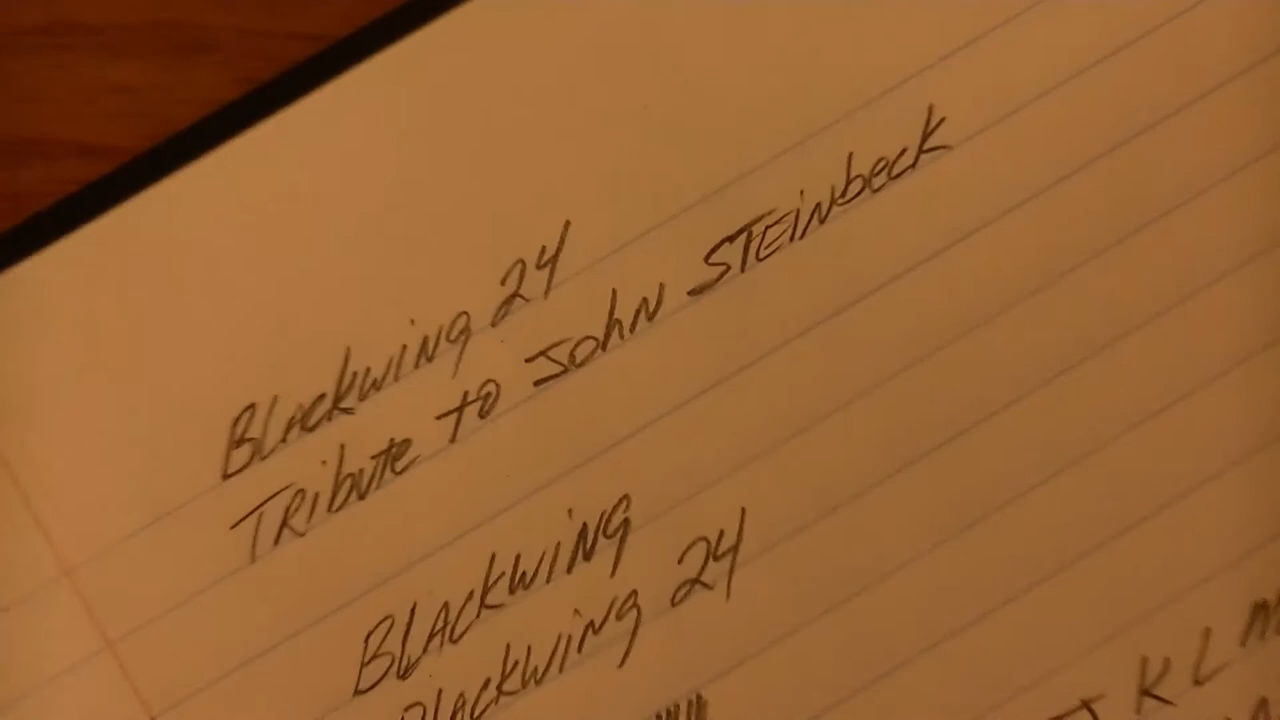 Blackwing 24
Tribute to John STEinbeck
BLACKwiNg
BLACKwing 24
J K L M